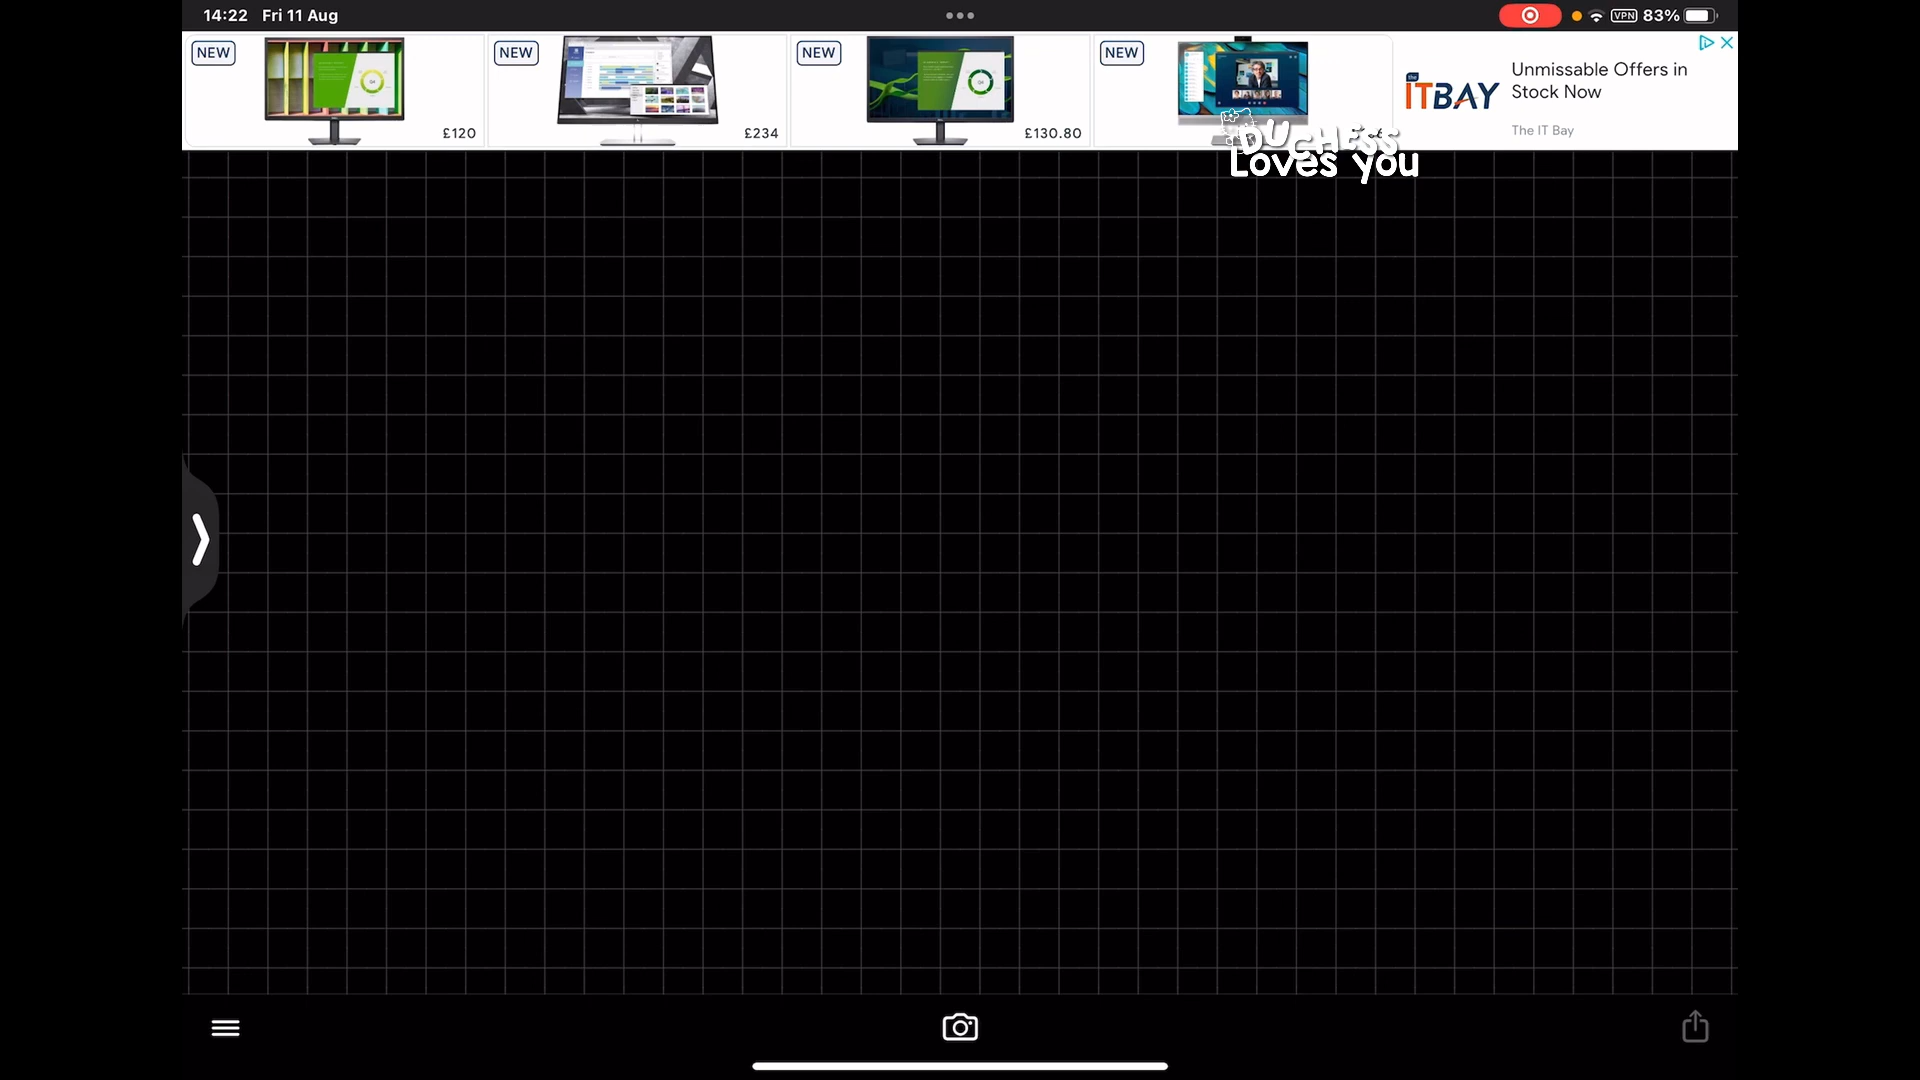 14:22 Fri 11 Aug
VPN 83%
NEW
£120
NEW
£234
NEW
£130.80
NEW
the
ITBAY
Unmissable Offers in
Stock Now
The IT Bay
DUCHESS
Loves you